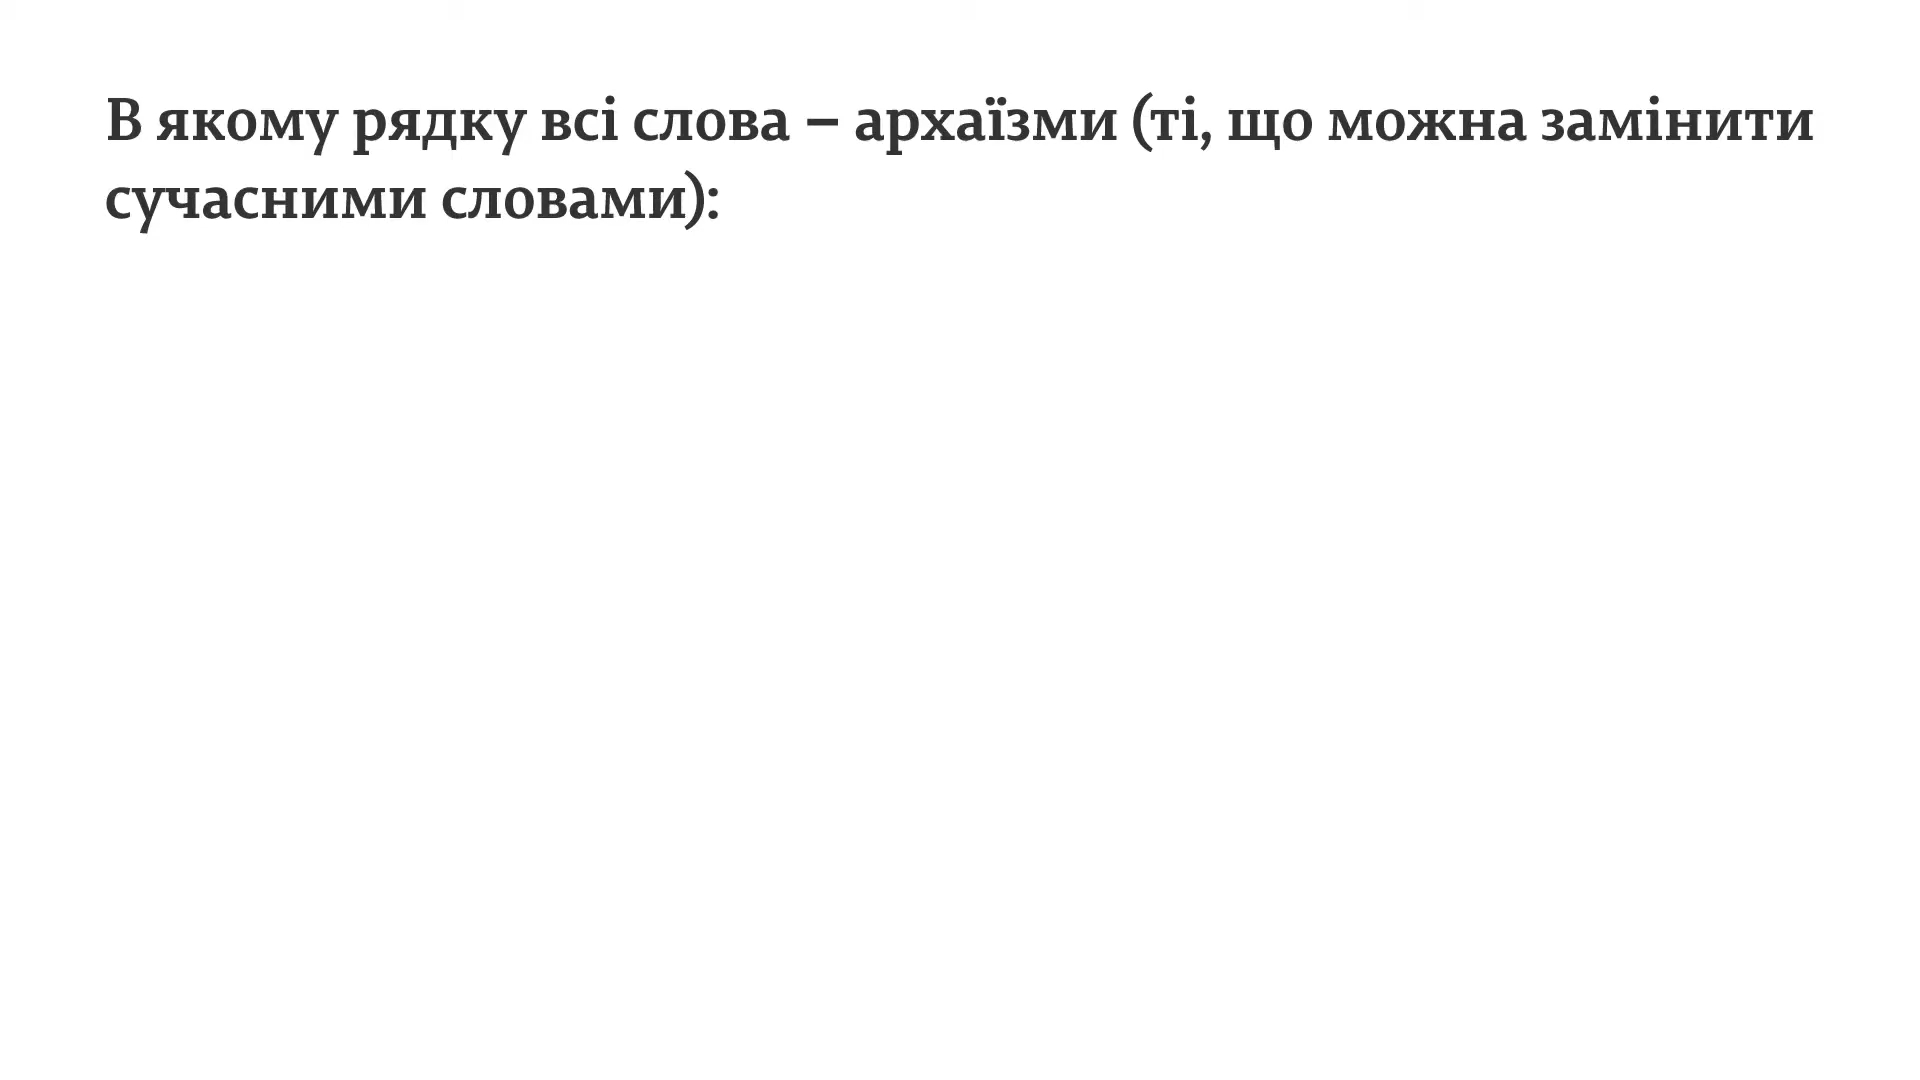 В якому рядку всі слова – архаїзми (ті, що можна замінити
сучасними словами):